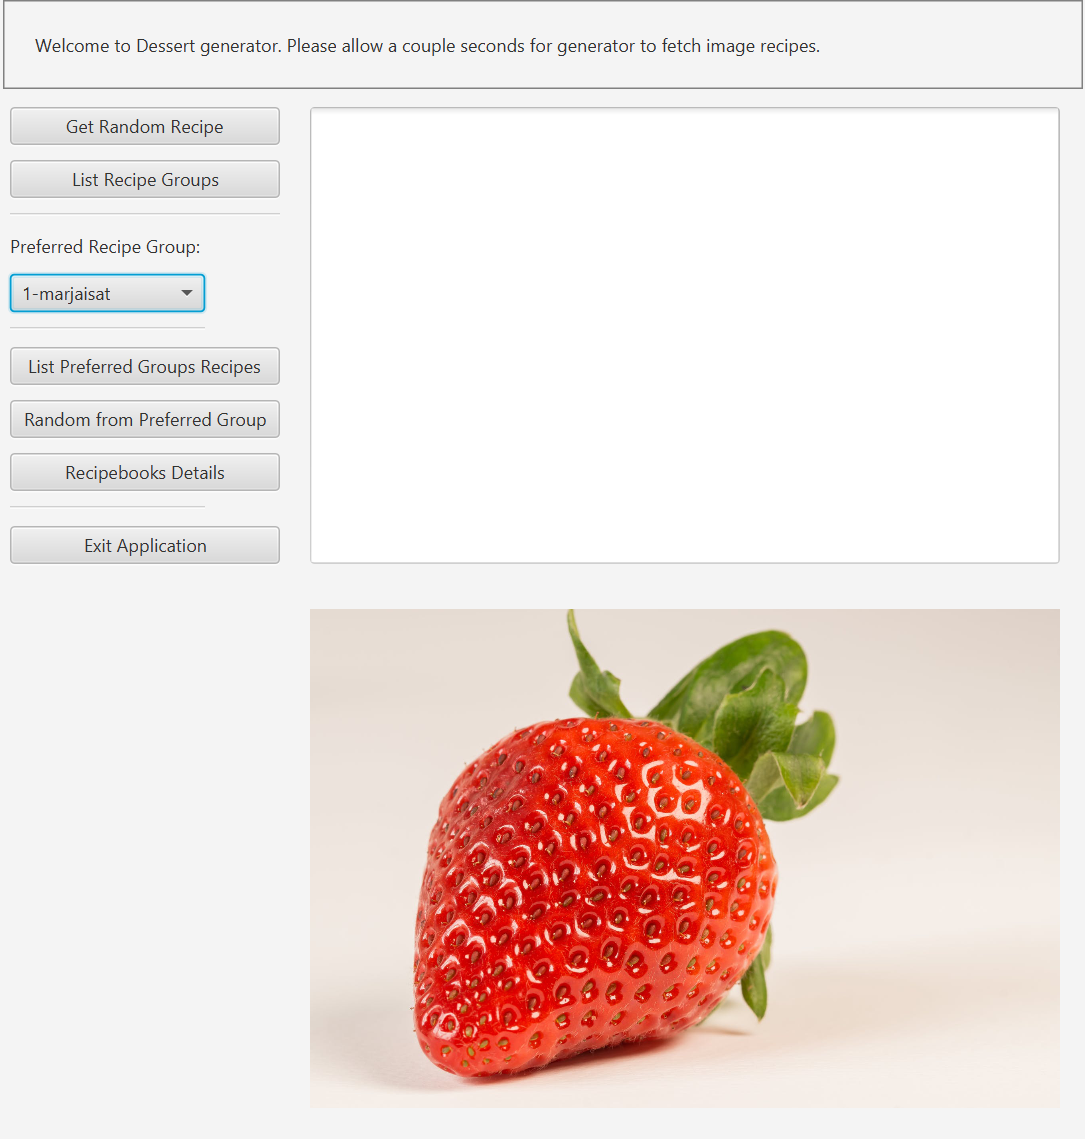 Welcome to Dessert generator. Please allow a couple seconds for generator to fetch image recipes.
Get Random Recipe
List Recipe Groups
Preferred Recipe Group:
1-marjaisat
List Preferred Groups Recipes
Random from Preferred Group
Recipebooks Details
Exit Application